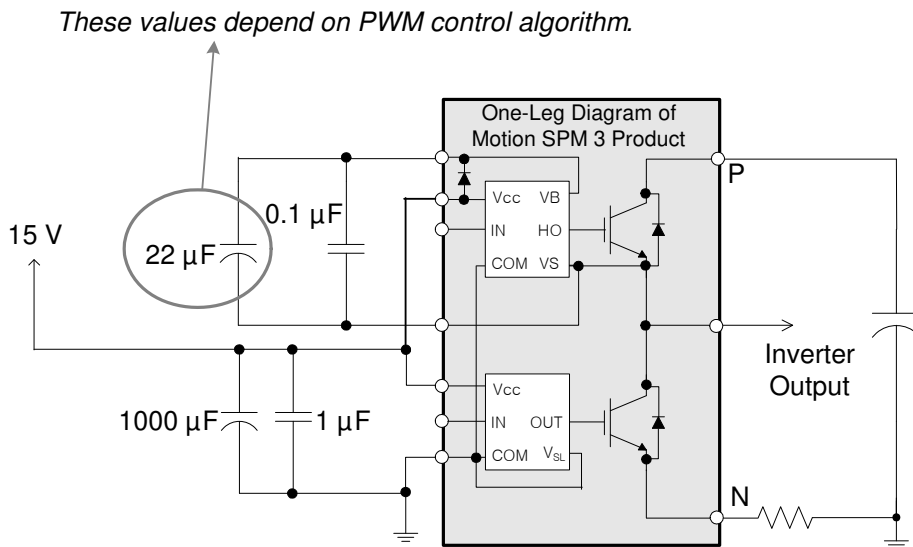 These values depend on PWM control algorithm.
One-Leg Diagram of
Motion SPM 3 Product
P
15 V
22 µF
0.1 µF
Vcc VB
IN HO
COM VS
Inverter
Output
1000 µF
1 µF
Vcc
IN OUT
COM VSL
N